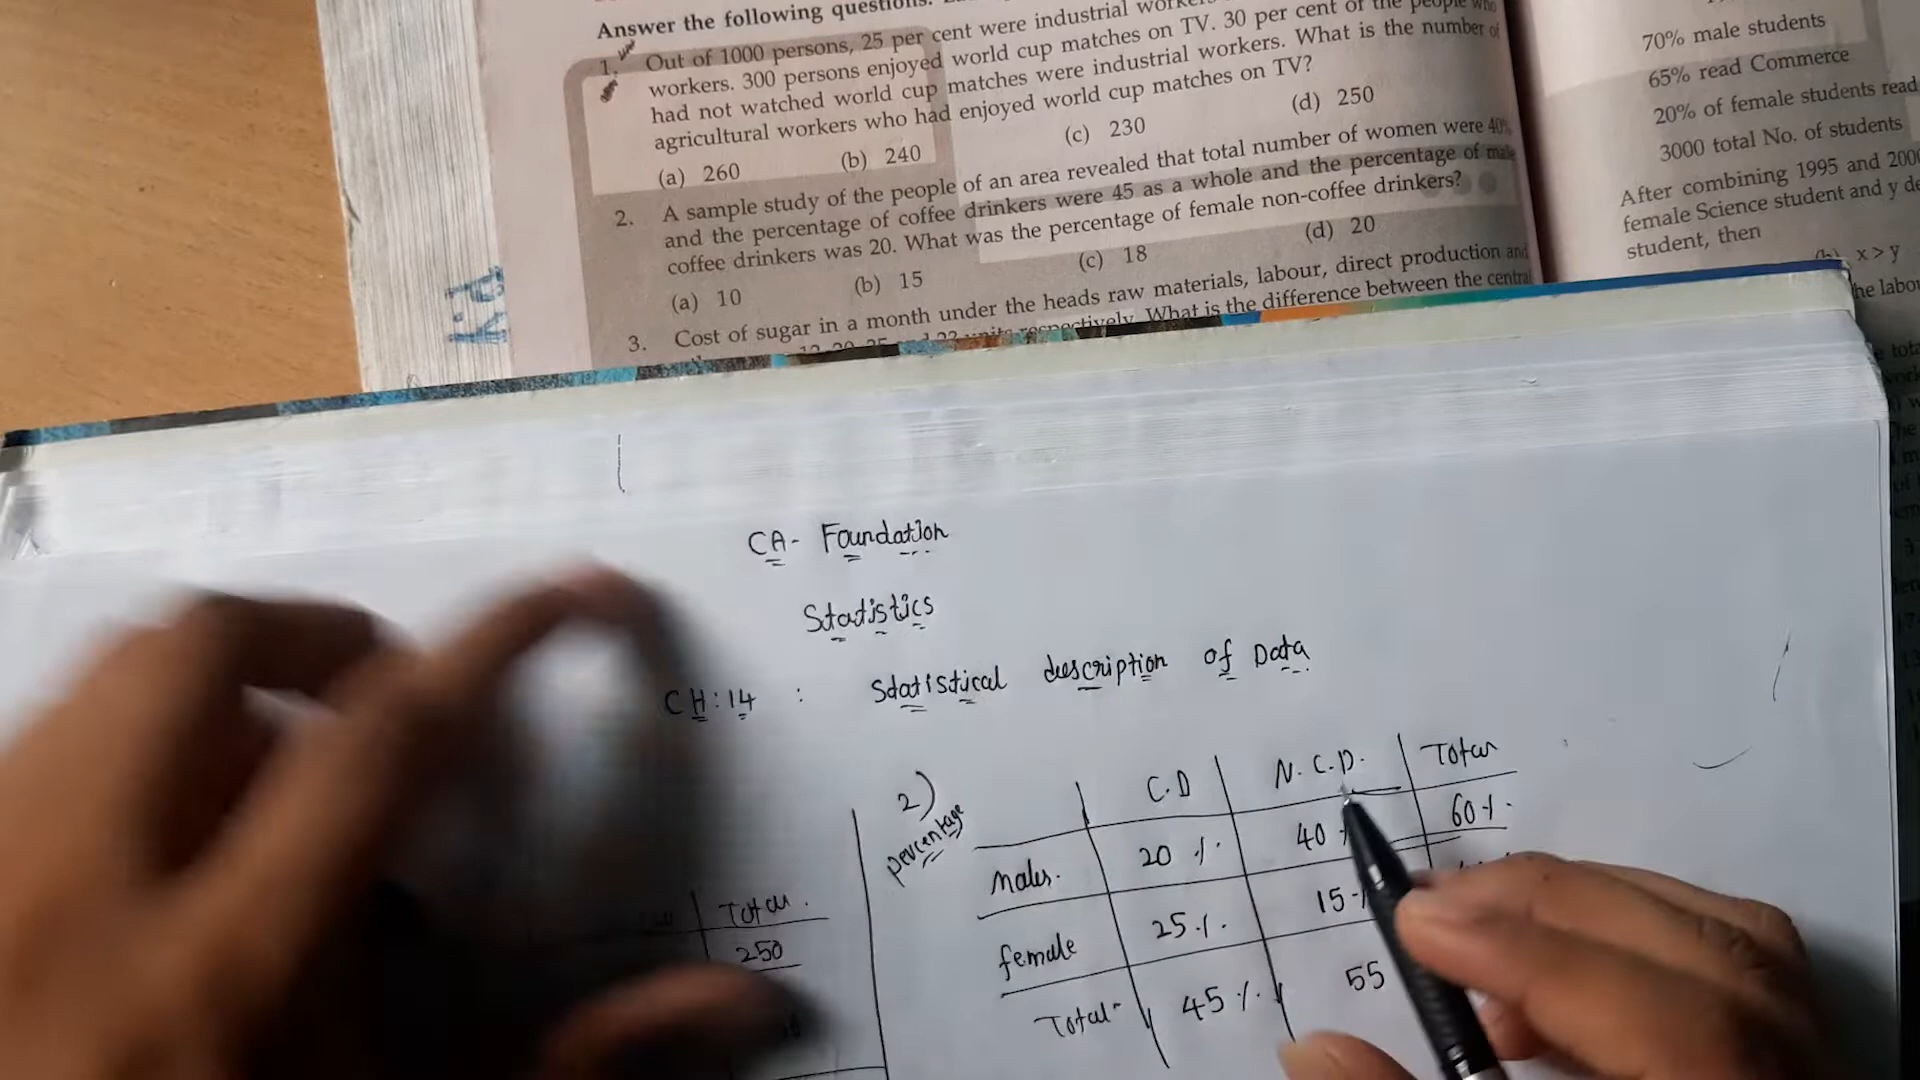 Answer the following questions.
1. Out of 1000 persons, 25 per cent were industrial workers
workers. 300 persons enjoyed world cup matches on TV. 30 per cent of the people who
had not watched world cup matches were industrial workers. What is the number of
agricultural workers who had enjoyed world cup matches on TV?
(a) 260 (b) 240 (c) 230 (d) 250
2. A sample study of the people of an area revealed that total number of women were 40%
and the percentage of coffee drinkers were 45 as a whole and the percentage of male
coffee drinkers was 20. What was the percentage of female non-coffee drinkers?
(a) 10 (b) 15 (c) 18 (d) 20
3. Cost of sugar in a month under the heads raw materials, labour, direct production and
respectively. What is the difference between the central
70% male students
65% read Commerce
20% of female students read
3000 total No. of students
After combining 1995 and 2000
female Science student and y de
student, then
(b) x > y
he labou
P.Y
CA- Foundation
Statistics
CH:14 : Statistical description of Data
2)
percentage
C.D N.C.D. Total
Males. 20 % 40 % 60%
female 25% 15%
Total 45% 55
Total.
250